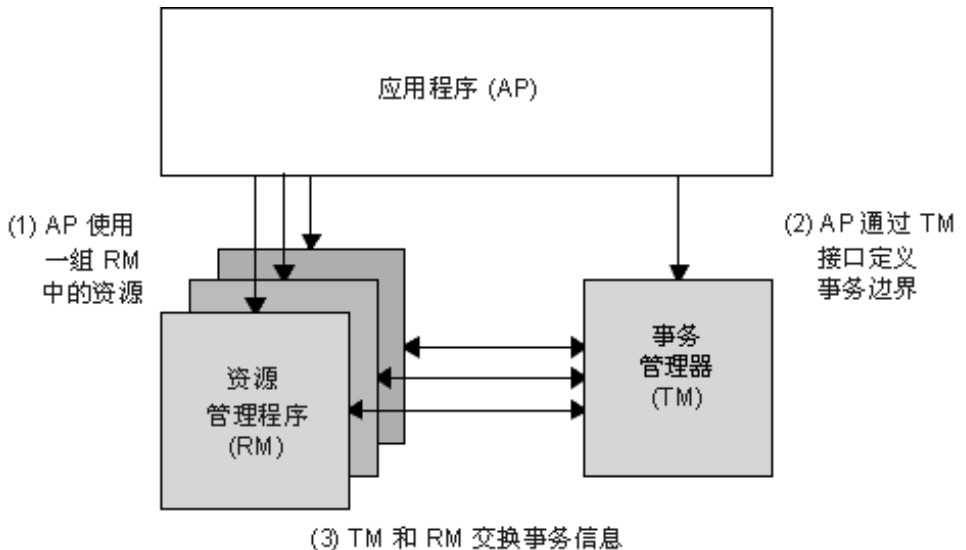 应用程序 (AP)
(1) AP 使用
一组 RM
中的资源
(2) AP 通过 TM
接口定义
事务边界
资源
管理程序
(RM)
事务
管理器
(TM)
(3) TM 和 RM 交换事务信息